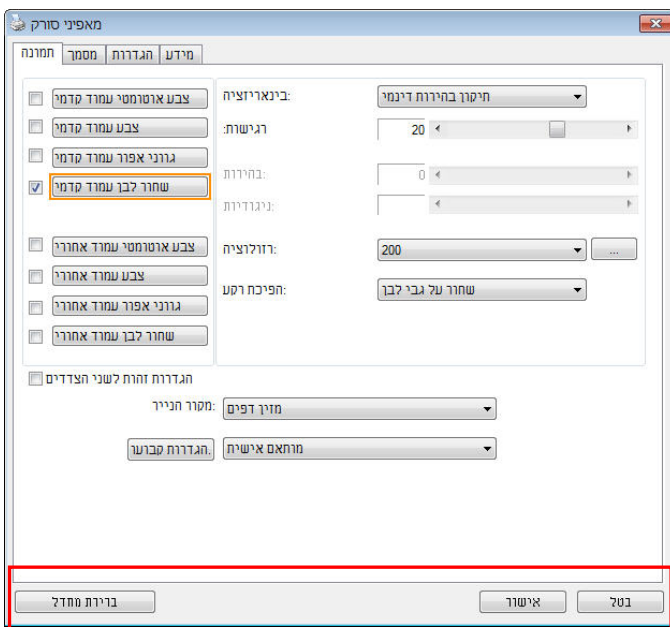 מאפיני סורק
תמונה מסמך הגדרות מידע
צבע אוטומטי עמוד קדמי
צבע עמוד קדמי
גווני אפור עמוד קדמי
שחור לבן עמוד קדמי
צבע אוטומטי עמוד אחורי
צבע עמוד אחורי
גווני אפור עמוד אחורי
שחור לבן עמוד אחורי
בינאריזציה: תיקון בהירות דינמי
רגישות: 20
בהירות: 0
ניגודיות:
רזולוציה: 200 ...
הפיכת רקע: שחור על גבי לבן
הגדרות זהות לשני הצדדים
מקור הנייר: מזין דפים
הגדרות קבועו. מותאם אישית
ברירת מחדל אישור בטל